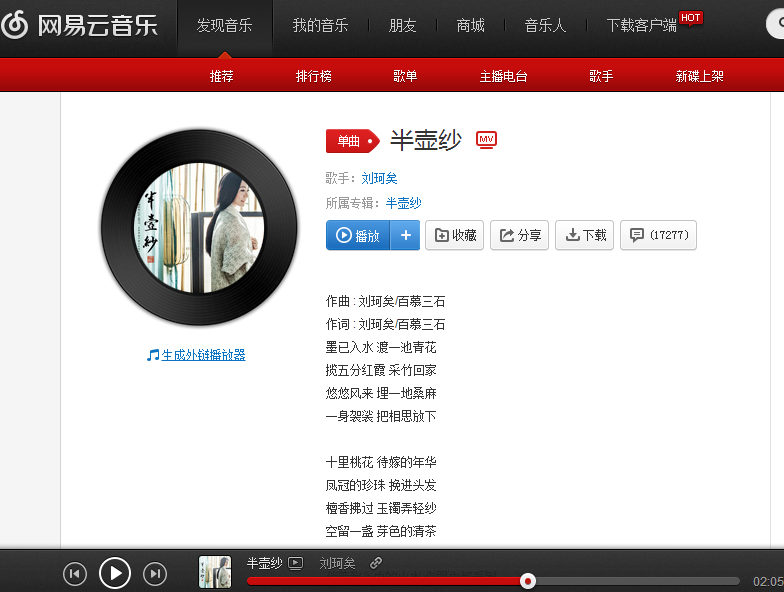 网易云音乐
发现音乐 我的音乐 朋友 商城 音乐人 下载客户端 HOT
推荐 排行榜 歌单 主播电台 歌手 新碟上架
单曲 半壶纱 MV
歌手：刘珂矣
所属专辑：半壶纱
播放 + 收藏 分享 下载 (17277)
半壺紗
生成外链播放器
作曲 : 刘珂矣/百慕三石
作词 : 刘珂矣/百慕三石
墨已入水 渡一池青花
揽五分红霞 采竹回家
悠悠风来 埋一地桑麻
一身袈裟 把相思放下
十里桃花 待嫁的年华
凤冠的珍珠 挽进头发
檀香拂过 玉镯弄轻纱
空留一盏 芽色的清茶
半壶纱 刘珂矣
02:05